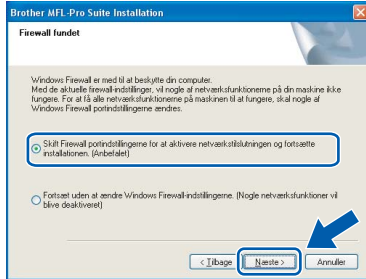 Brother MFL-Pro Suite Installation
Firewall fundet
Windows Firewall er med til at beskytte din computer.
Med de aktuelle firewall-indstillinger, vil nogle af netværksfunktionerne på din maskine ikke
fungere. For at få alle netværksfunktionerne på maskinen til at fungere, skal nogle af
Windows Firewall portindstillingerne ændres.
Skift Firewall portindstillingerne for at aktivere netværkstilslutningen og fortsætte
installationen. (Anbefalet)
Fortsæt uden at ændre Windows Firewall-indstillingerne. (Nogle netværksfunktioner vil
blive deaktiveret)
< Tilbage Næste > Annuller